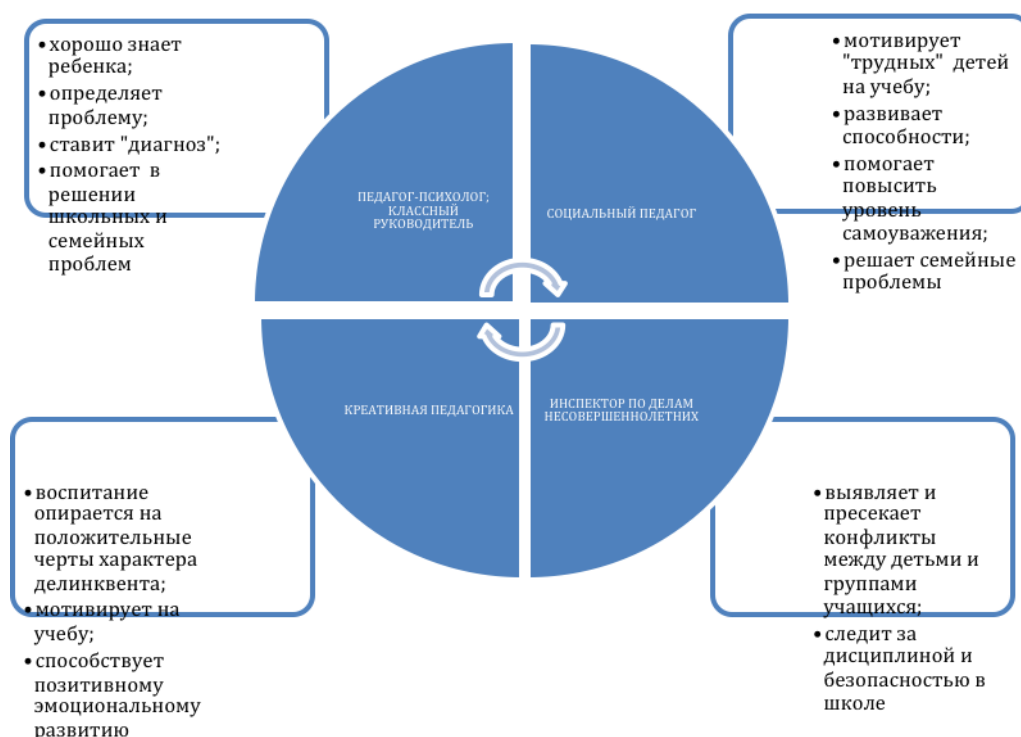 • хорошо знает
ребенка;
• определяет
проблему;
• ставит "диагноз";
• помогает в
решении
школьных и
семейных
проблем
• мотивирует
"трудных" детей
на учебу;
• развивает
способности;
• помогает
повысить
уровень
самоуважения;
• решает семейные
проблемы
ПЕДАГОГ-ПСИХОЛОГ;
КЛАССНЫЙ
РУКОВОДИТЕЛЬ
СОЦИАЛЬНЫЙ ПЕДАГОГ
КРЕАТИВНАЯ ПЕДАГОГИКА
ИНСПЕКТОР ПО ДЕЛАМ
НЕСОВЕРШЕННОЛЕТНИХ
• воспитание
опирается на
положительные
черты характера
делинквента;
• мотивирует на
учебу;
• способствует
позитивному
эмоциональному
развитию
• выявляет и
пресекает
конфликты
между детьми и
группами
учащихся;
• следит за
дисциплиной и
безопасностью в
школе